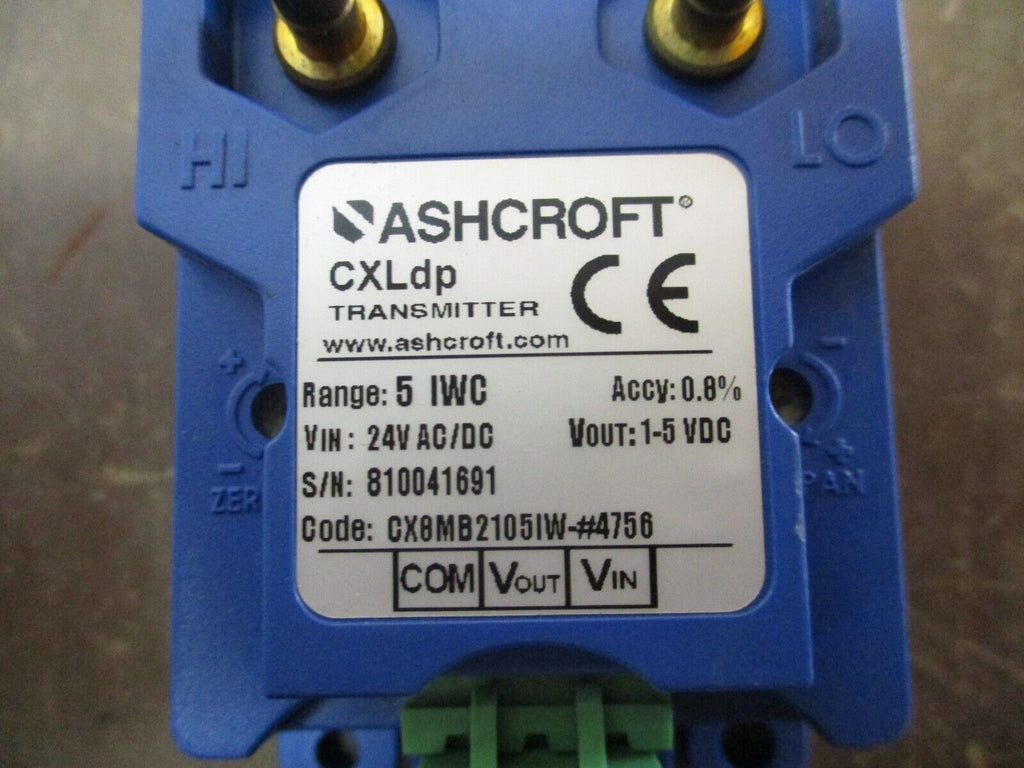 HI
LO
ASHCROFT®
CXLdp
TRANSMITTER
CE
www.ashcroft.com
Range: 5 IWC Accy: 0.8%
VIN: 24V AC/DC VOUT: 1-5 VDC
S/N: 810041691
Code: CX8MB2105IW-#4756
COM VOUT VIN
+ -
- +
ZER PAN